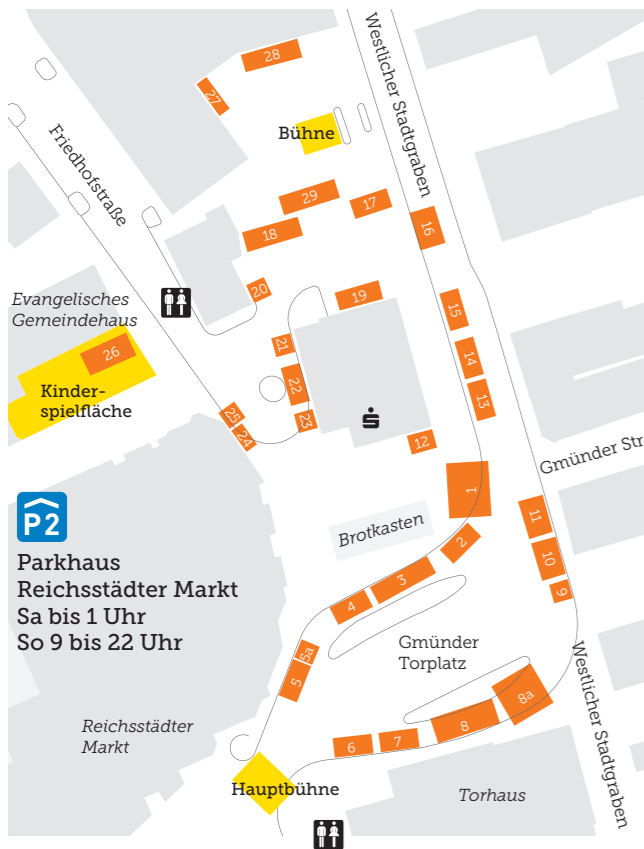 28
27
Bühne
Westlicher Stadtgraben
Friedhofstraße
29
17
18
16
20
19
Evangelisches
Gemeindehaus
15
21
14
26
22
13
Kinder-
spielfläche
25
24
23
12
Gmünder Str
1
P2
11
Brotkasten
2
10
Parkhaus
Reichsstädter Markt
Sa bis 1 Uhr
So 9 bis 22 Uhr
3
9
4
Gmünder
Torplatz
5a
5
Westlicher Stadtgraben
8a
Reichsstädter
Markt
8
7
6
Hauptbühne
Torhaus